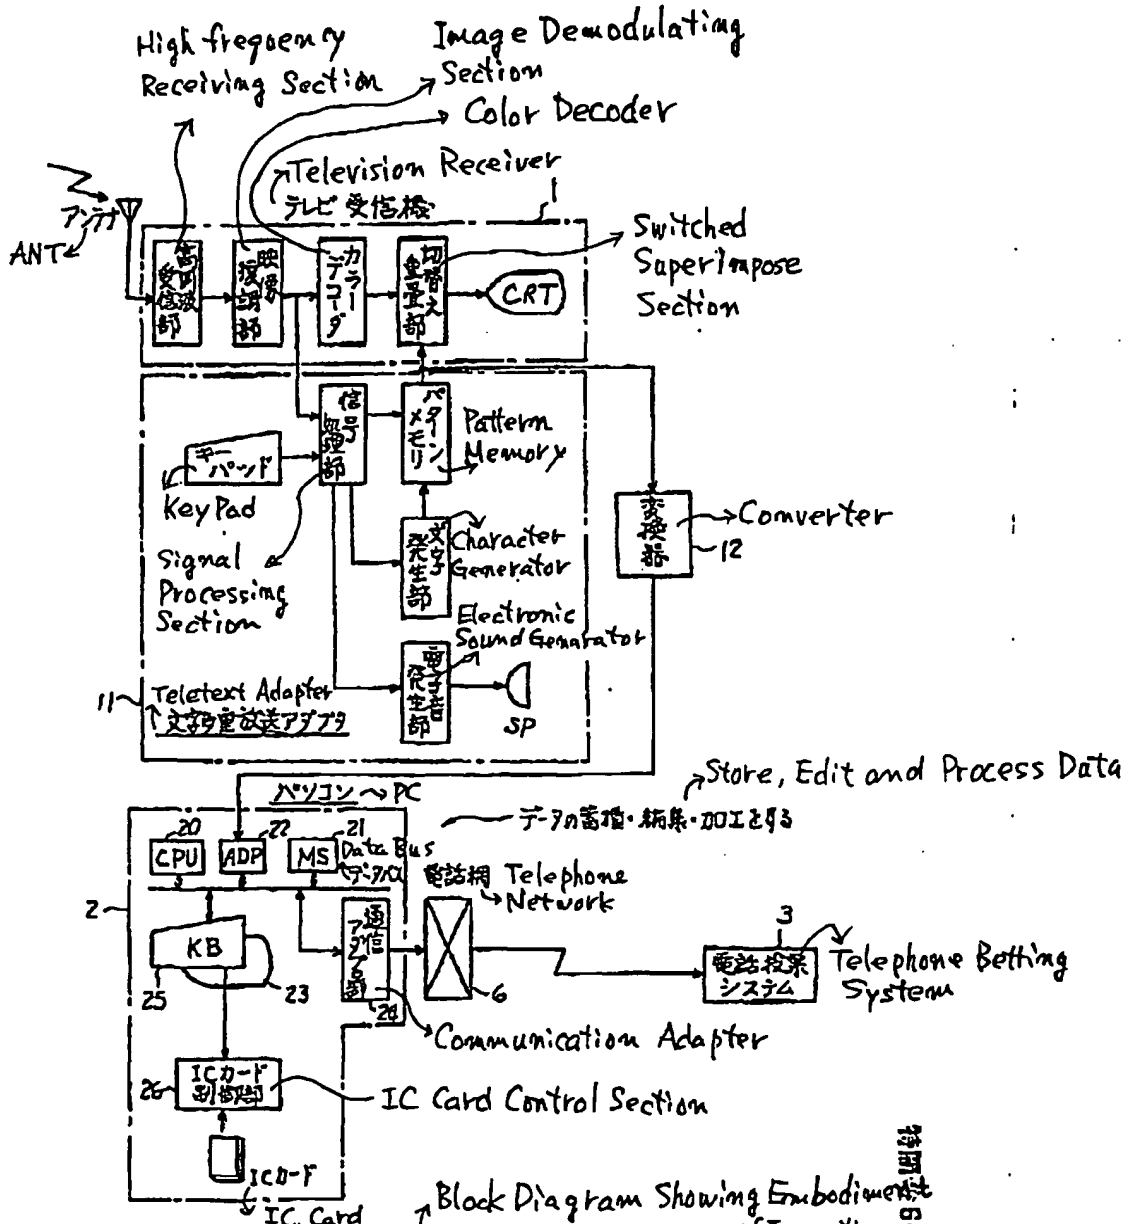 High frequency
Receiving Section
Image Demodulating
Section
Color Decoder
Television Receiver
テレビ受信機
1
アンテナ
ANT
高周波
受信部
映像
復調部
カラー
デコーダ
切替え
重畳部
CRT
Switched
Superimpose
Section
信号
処理部
パターン
メモリ
Pattern
Memory
キー
パッド
Key Pad
Signal
Processing
Section
文字
発生部
Character
Generator
変換器
Converter
12
Electronic
Sound Genarator
電子音
発生部
SP
11
Teletext Adapter
文字多重放送アダプタ
パソコン
PC
Store, Edit and Process Data
データの蓄積・編集・加工をする
20
22
21
CPU
ADP
MS
Data Bus
データバス
電話網
Telephone
Network
2
KB
25
23
通信
アダプタ部
24
6
3
電話投票
システム
Telephone Betting
System
Communication Adapter
26
ICカード
制御部
IC Card Control Section
ICカード
IC Card
Block Diagram Showing Embodiment